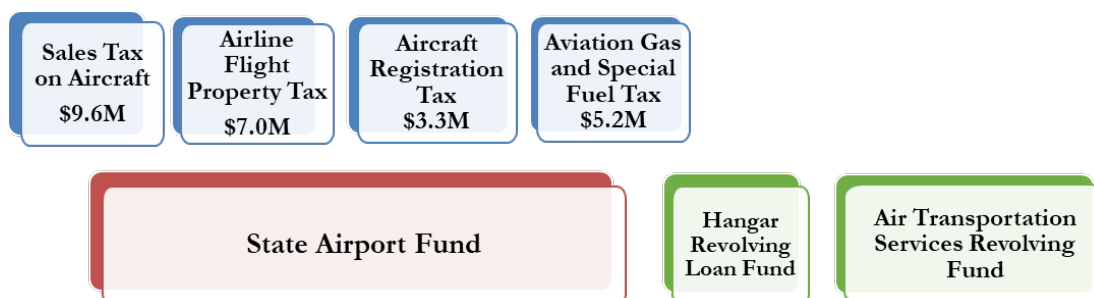 Sales Tax
on Aircraft
$9.6M
Airline
Flight
Property Tax
$7.0M
Aircraft
Registration
Tax
$3.3M
Aviation Gas
and Special
Fuel Tax
$5.2M
State Airport Fund
Hangar
Revolving
Loan Fund
Air Transportation
Services Revolving
Fund